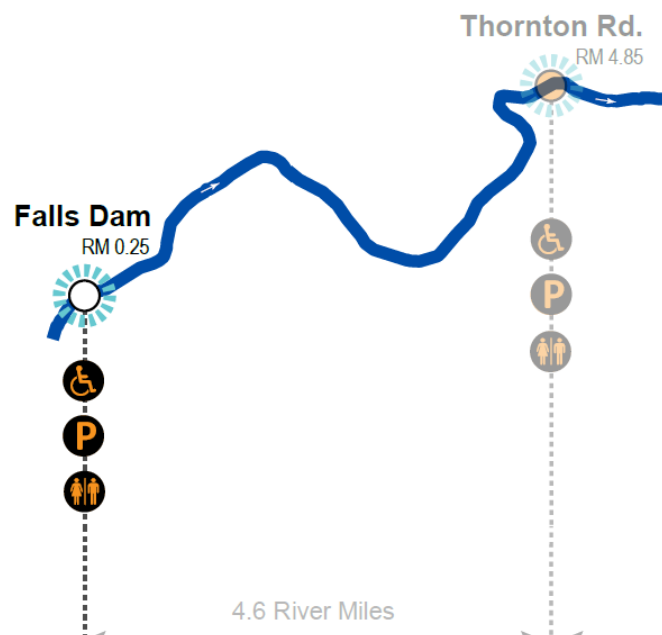 Thornton Rd.
RM 4.85
Falls Dam
RM 0.25
P
P
4.6 River Miles